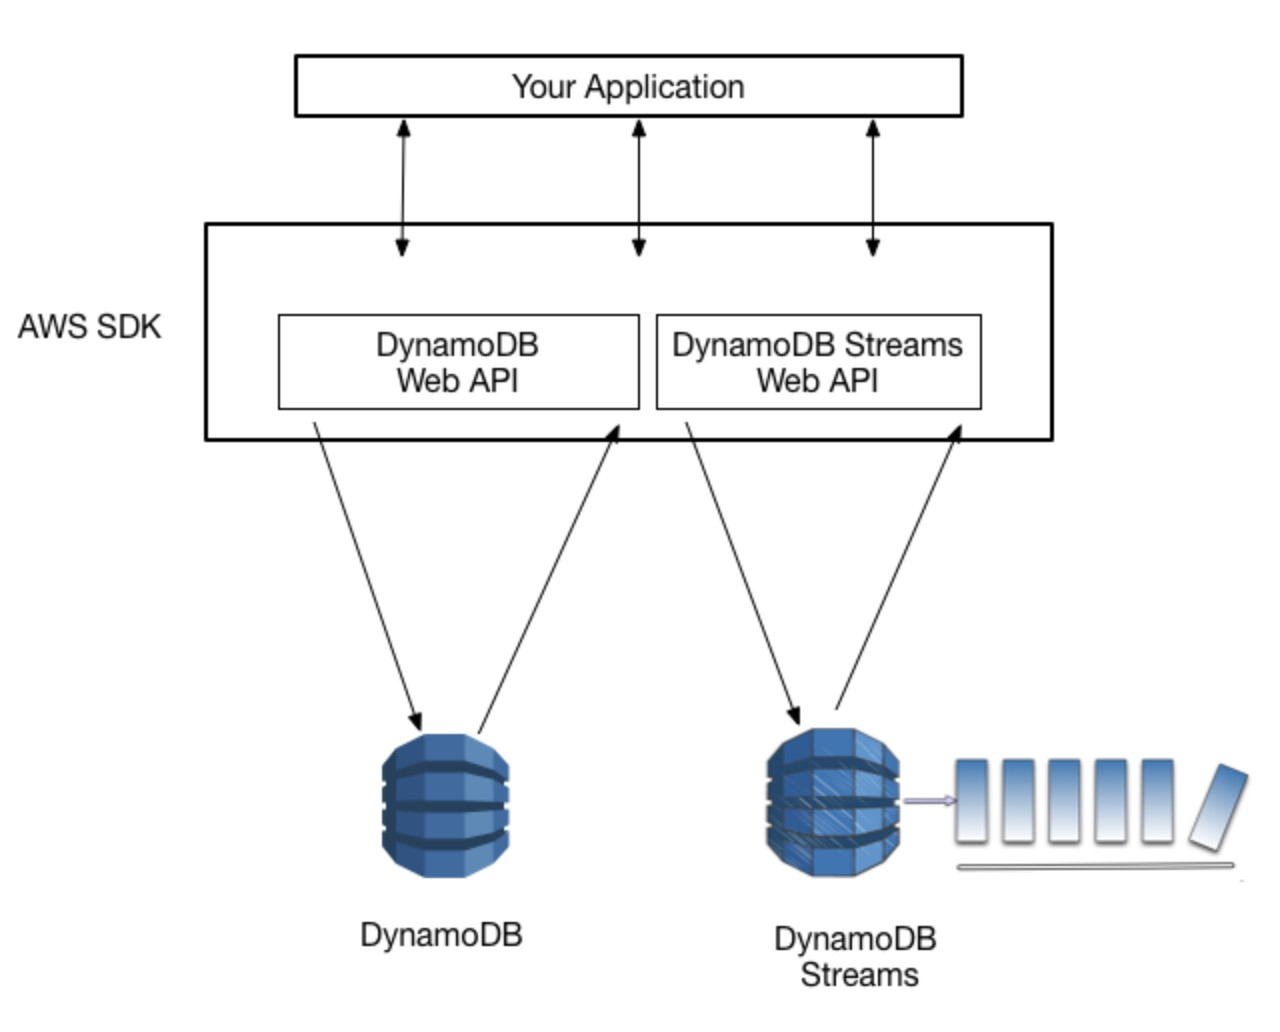 Your Application
AWS SDK
DynamoDB
Web API
DynamoDB Streams
Web API
DynamoDB
DynamoDB
Streams